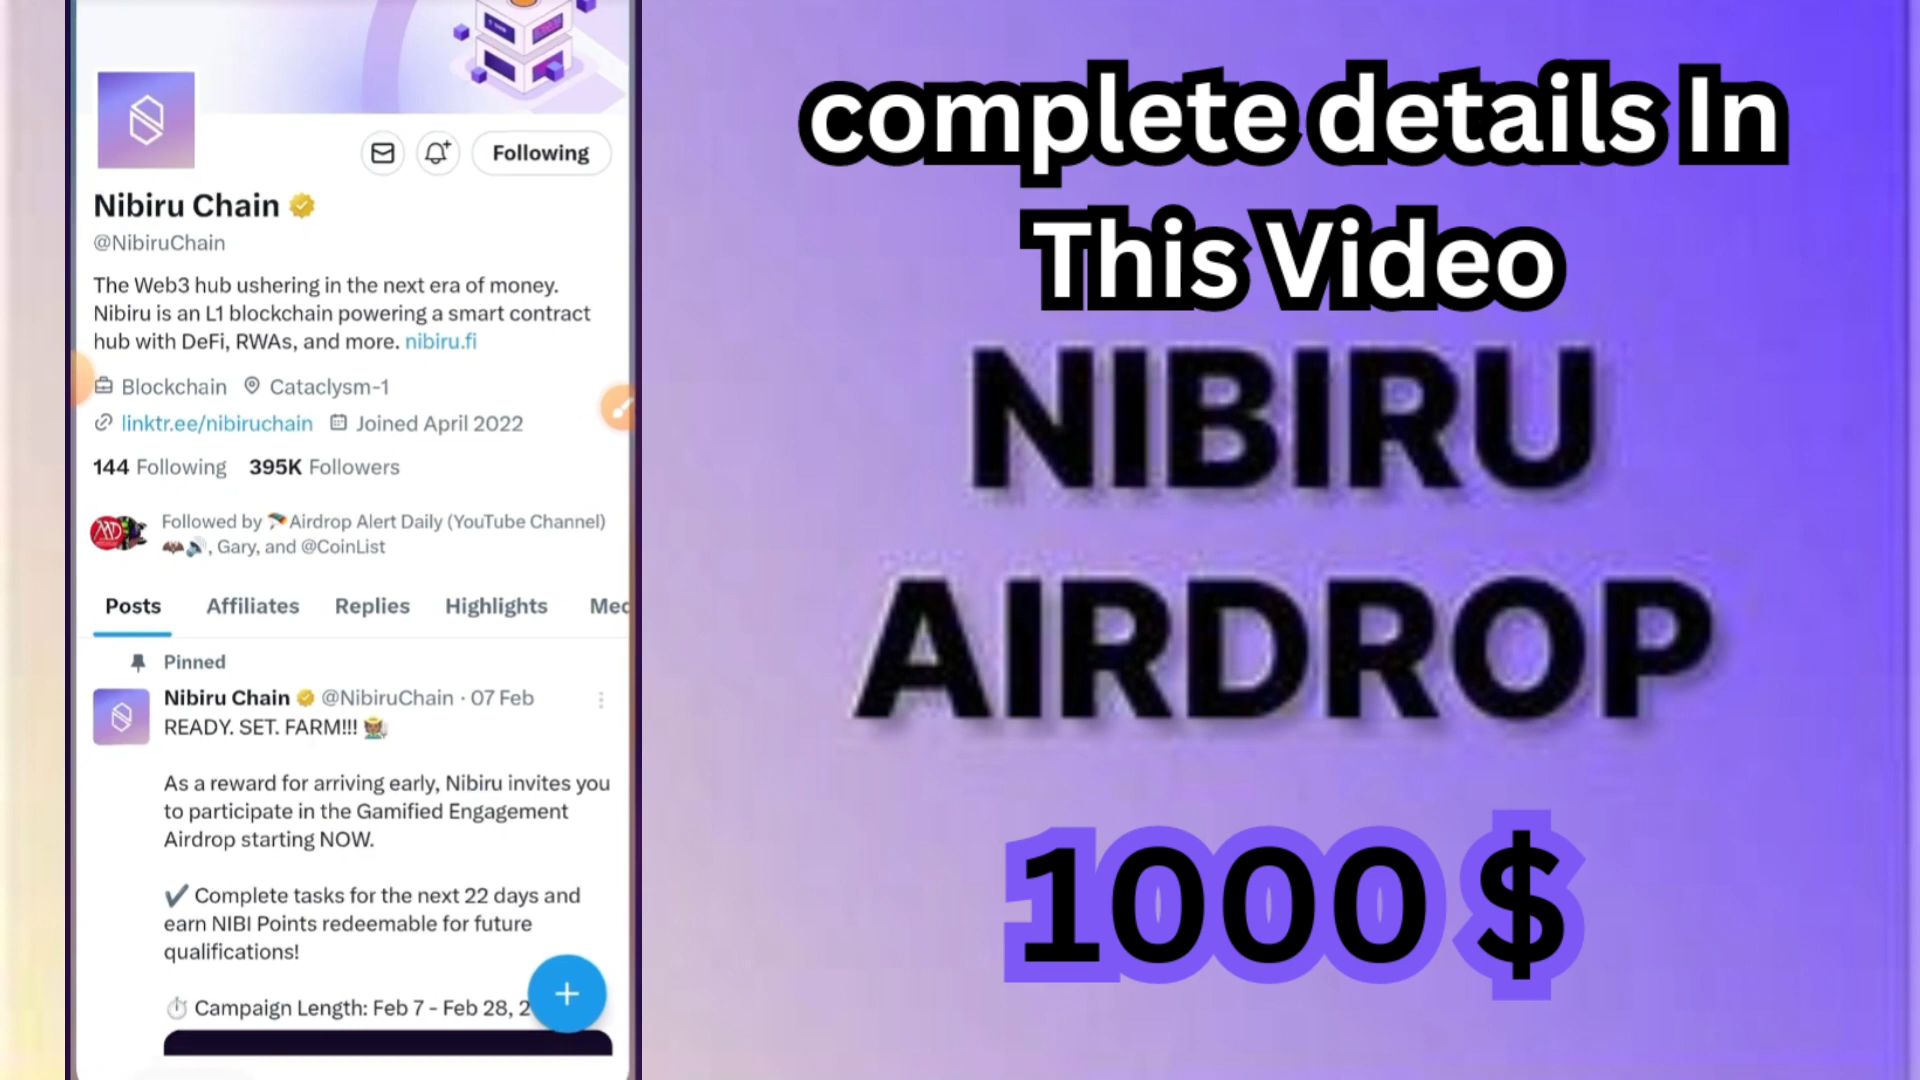 Following
Nibiru Chain
@NibiruChain
The Web3 hub ushering in the next era of money.
Nibiru is an L1 blockchain powering a smart contract
hub with DeFi, RWAs, and more. nibiru.fi
Blockchain Cataclysm-1
linktr.ee/nibiruchain Joined April 2022
144 Following 395K Followers
Followed by 🪂Airdrop Alert Daily (YouTube Channel)
🦇🔊, Gary, and @CoinList
Posts Affiliates Replies Highlights Med
Pinned
Nibiru Chain @NibiruChain · 07 Feb
READY. SET. FARM!!! 🧑‍🌾
As a reward for arriving early, Nibiru invites you
to participate in the Gamified Engagement
Airdrop starting NOW.
✔️ Complete tasks for the next 22 days and
earn NIBI Points redeemable for future
qualifications!
⏱️ Campaign Length: Feb 7 - Feb 28, 2
complete details In
This Video
NIBIRU
AIRDROP
1000 $